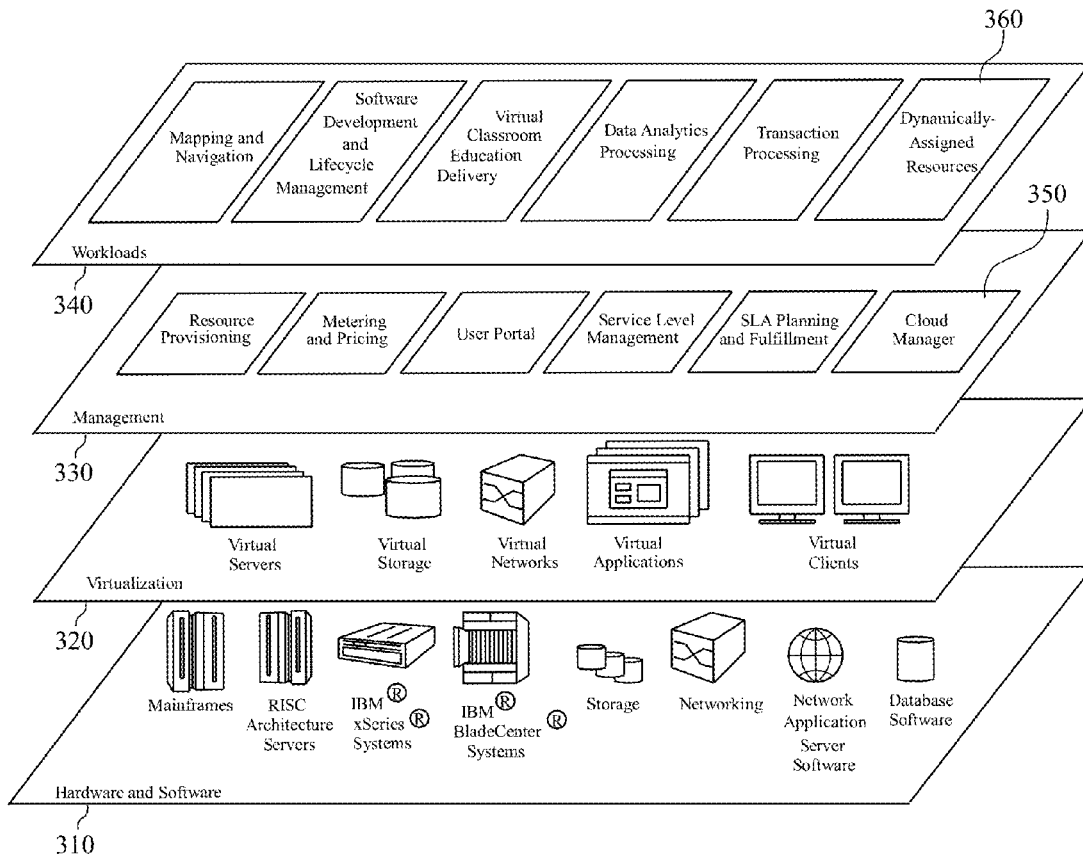 360
Mapping and
Navigation
Software
Development
and
Lifecycle
Management
Virtual
Classroom
Education
Delivery
Data Analytics
Processing
Transaction
Processing
Dynamically-
Assigned
Resources
Workloads
340
350
Resource
Provisioning
Metering
and Pricing
User Portal
Service Level
Management
SLA Planning
and Fulfillment
Cloud
Manager
Management
330
Virtual
Servers
Virtual
Storage
Virtual
Networks
Virtual
Applications
Virtual
Clients
Virtualization
320
Mainframes
RISC
Architecture
Servers
IBM®
xSeries®
Systems
IBM®
BladeCenter®
Systems
Storage
Networking
Network
Application
Server
Software
Database
Software
Hardware and Software
310